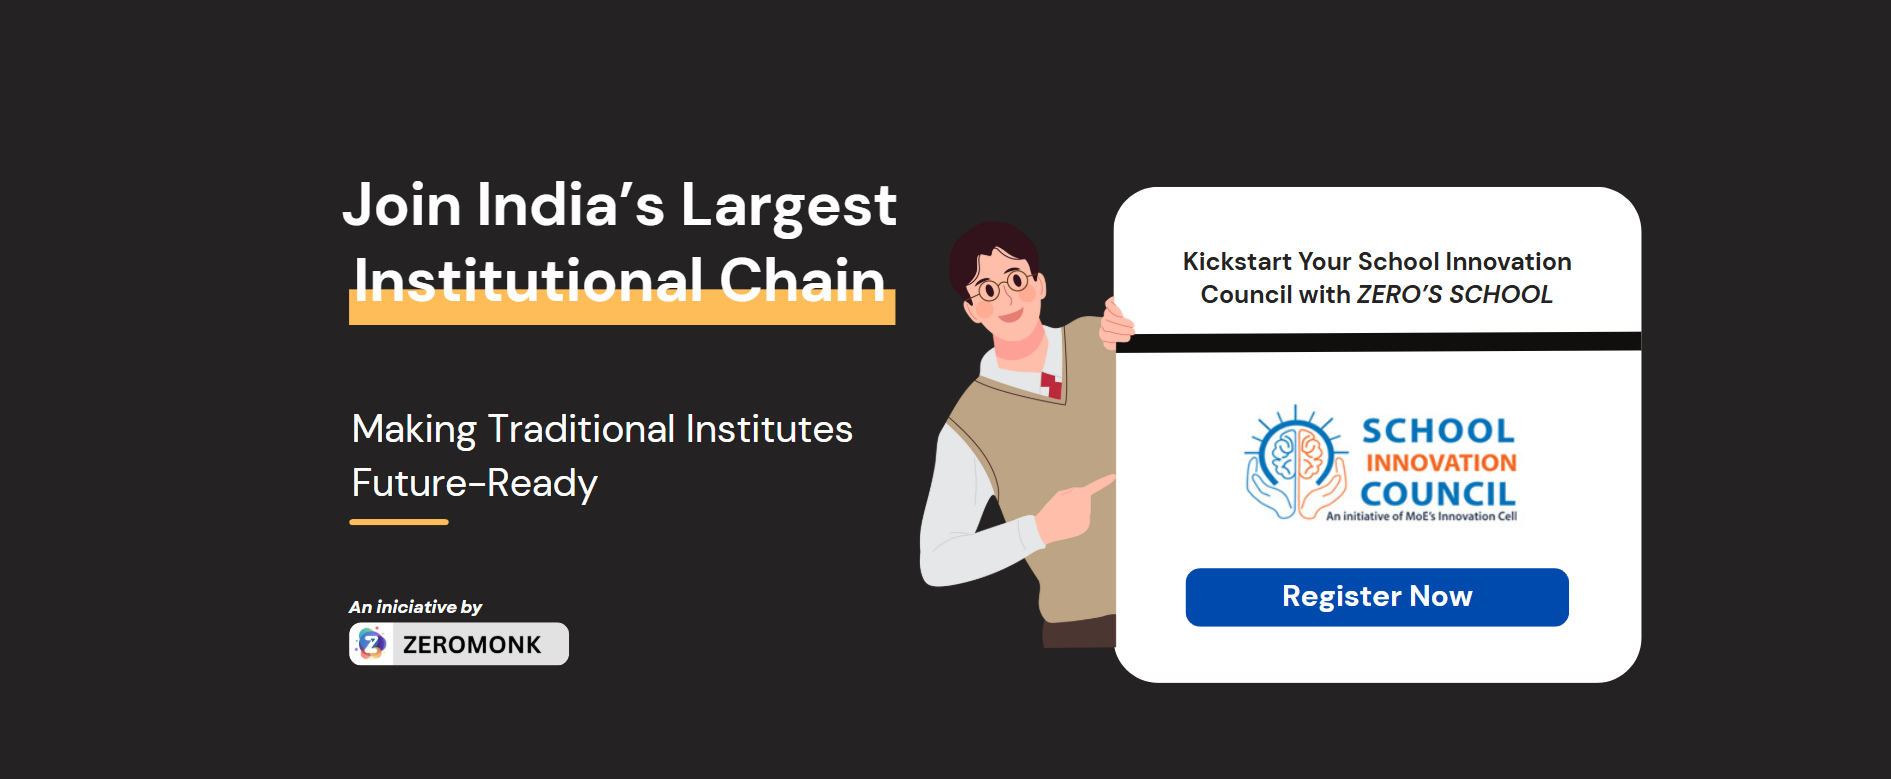 Join India’s Largest
Institutional Chain
Making Traditional Institutes
Future-Ready
An iniciative by
ZEROMONK
Kickstart Your School Innovation
Council with ZERO’S SCHOOL
SCHOOL
INNOVATION
COUNCIL
An initiative of MoE's Innovation Cell
Register Now